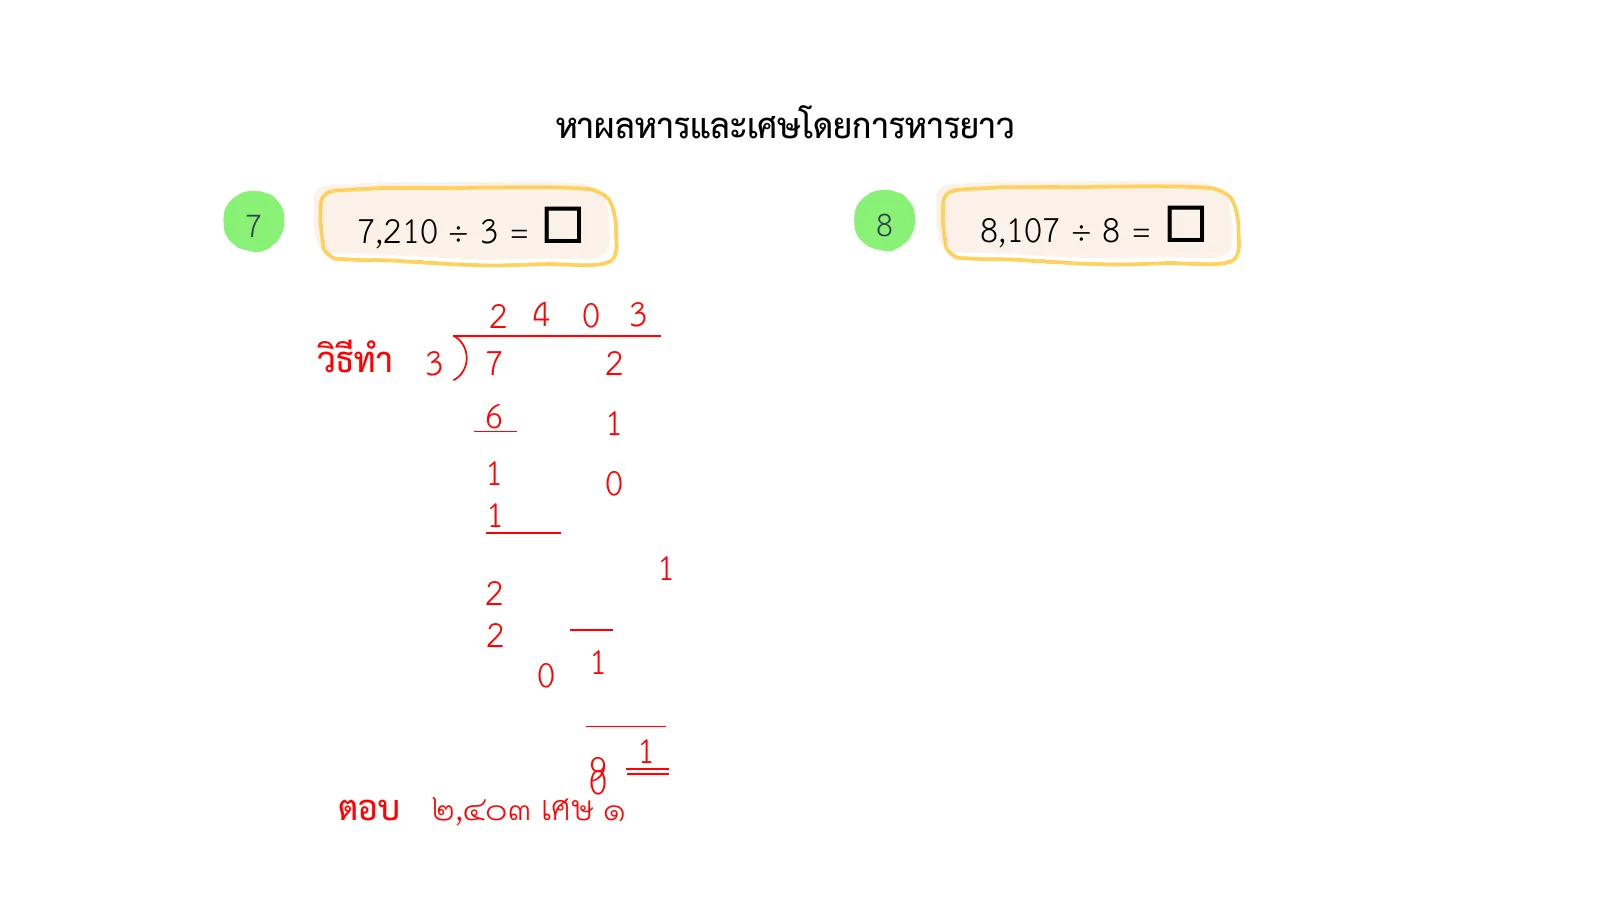 หาผลหารและเศษโดยการหารยาว
7 7,210 ÷ 3 = □
8 8,107 ÷ 8 = □
2 4 0 3
วิธีทำ 3 7 2
6 1
1 0
1
1
2
2
1
0
1
9
0
ตอบ ๒,๔๐๓ เศษ ๑